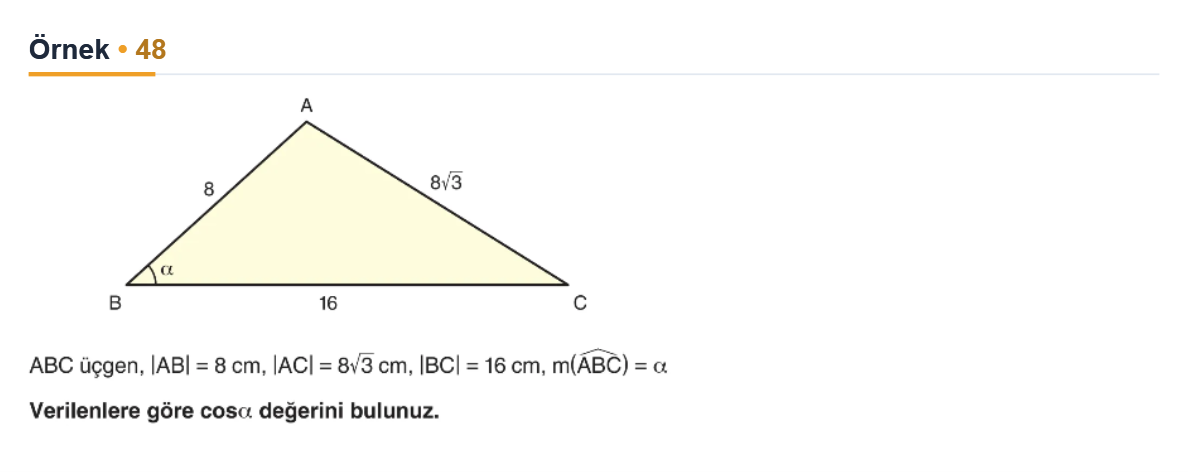 Örnek • 48
A
8
8√3
α
B
16
C
ABC üçgen, |AB| = 8 cm, |AC| = 8√3 cm, |BC| = 16 cm, m(ABC) = α
Verilenlere göre cosα değerini bulunuz.